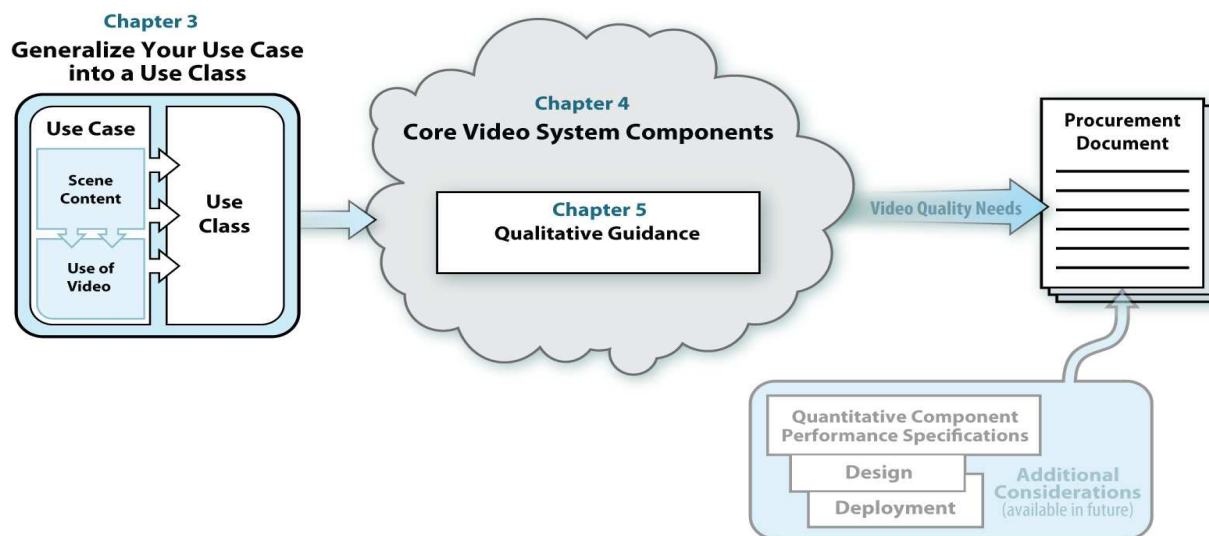 Chapter 3
Generalize Your Use Case
into a Use Class
Use Case
Scene
Content
Use of
Video
Use
Class
Chapter 4
Core Video System Components
Chapter 5
Qualitative Guidance
Video Quality Needs
Procurement
Document
Quantitative Component
Performance Specifications
Design
Deployment
Additional
Considerations
(available in future)